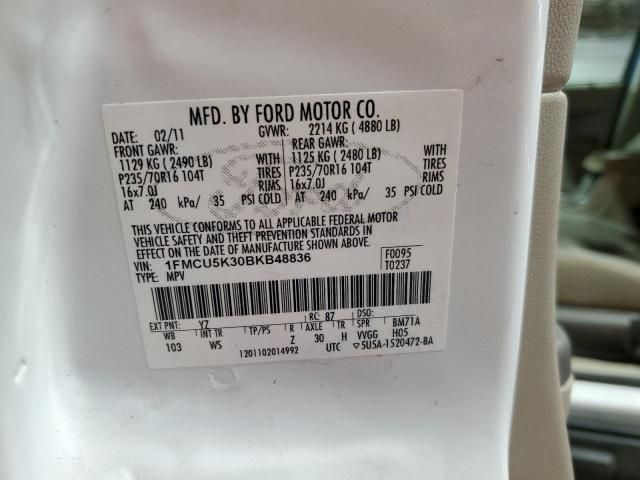 MFD. BY FORD MOTOR CO.
DATE: 02/11 GVWR: 2214 KG ( 4880 LB)
FRONT GAWR: REAR GAWR:
1129 KG ( 2490 LB) WITH 1125 KG ( 2480 LB) WITH
P235/70R16 104T TIRES P235/70R16 104T TIRES
16x7.0J RIMS 16x7.0J RIMS
AT 240 kPa/ 35 PSI COLD AT 240 kPa/ 35 PSI COLD
THIS VEHICLE CONFORMS TO ALL APPLICABLE FEDERAL MOTOR
VEHICLE SAFETY AND THEFT PREVENTION STANDARDS IN
EFFECT ON THE DATE OF MANUFACTURE SHOWN ABOVE.
VIN: 1FMCU5K30BKB48836 F0095
TYPE: MPV T0237
EXT PNT: YZ RC: 87 DSO:
WB INT TR TP/PS R AXLE TR SPR BM71A
103 WS Z 30 H VVGG H05
1201102014992 UTC ▽5U5A-1520472-BA
Ford